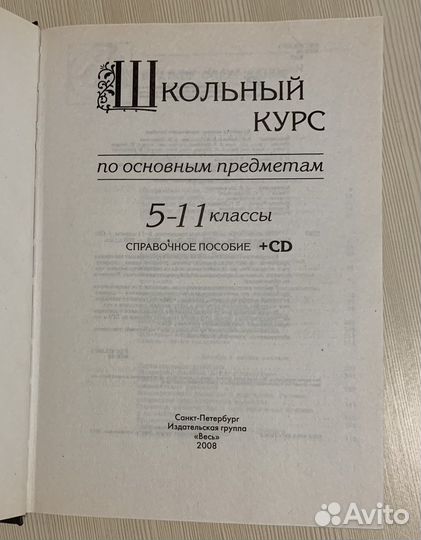 ШКОЛЬНЫЙ
КУРС
по основным предметам
5-11 классы
СПРАВОЧНОЕ ПОСОБИЕ +CD
Санкт-Петербург
Издательская группа
«Весь»
2008
Avito